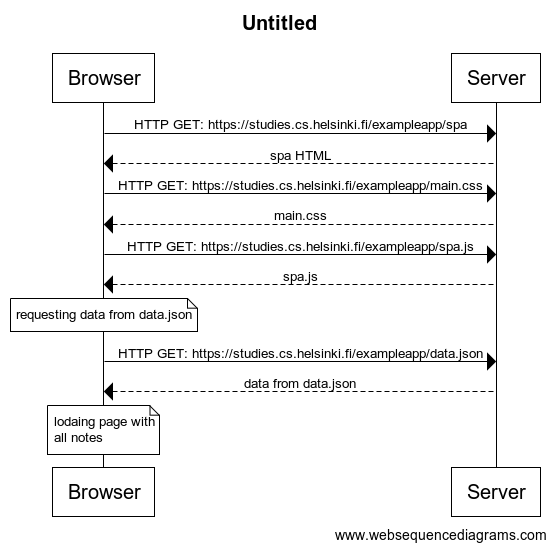 Untitled
Browser
Server
HTTP GET: https://studies.cs.helsinki.fi/exampleapp/spa
spa HTML
HTTP GET: https://studies.cs.helsinki.fi/exampleapp/main.css
main.css
HTTP GET: https://studies.cs.helsinki.fi/exampleapp/spa.js
spa.js
requesting data from data.json
HTTP GET: https://studies.cs.helsinki.fi/exampleapp/data.json
data from data.json
lodaing page with
all notes
Browser
Server
www.websequencediagrams.com